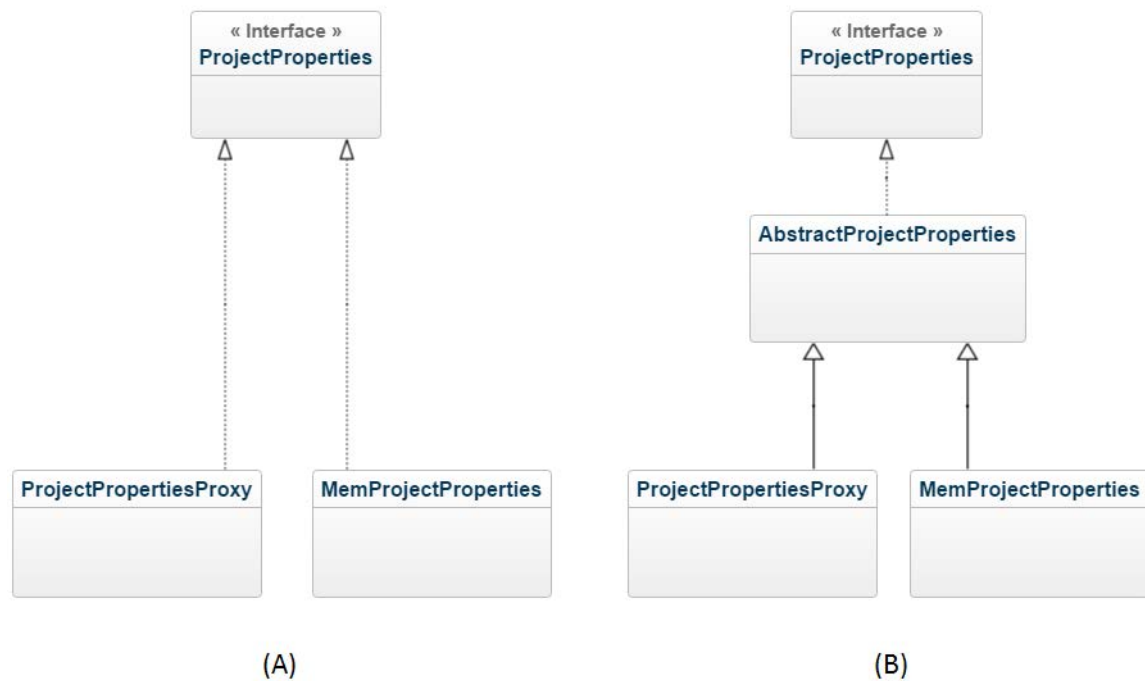 « Interface »
ProjectProperties
ProjectPropertiesProxy
MemProjectProperties
(A)
« Interface »
ProjectProperties
AbstractProjectProperties
ProjectPropertiesProxy
MemProjectProperties
(B)